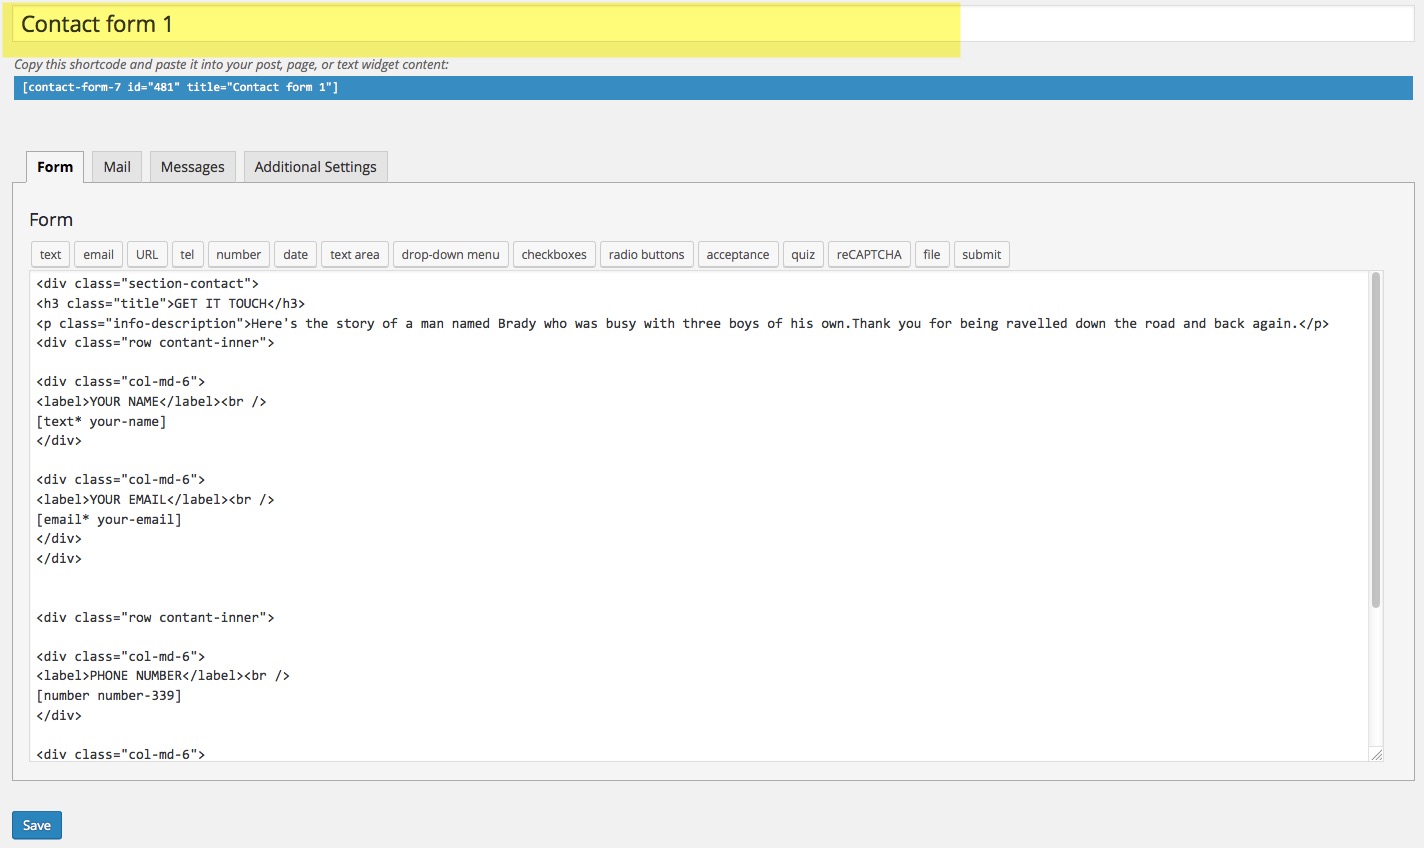 Contact form 1
Copy this shortcode and paste it into your post, page, or text widget content:
[contact-form-7 id="481" title="Contact form 1"]
Form Mail Messages Additional Settings
Form
text email URL tel number date text area drop-down menu checkboxes radio buttons acceptance quiz reCAPTCHA file submit
<div class="section-contact">
<h3 class="title">GET IT TOUCH</h3>
<p class="info-description">Here's the story of a man named Brady who was busy with three boys of his own.Thank you for being ravelled down the road and back again.</p>
<div class="row contant-inner">
<div class="col-md-6">
<label>YOUR NAME</label><br />
[text* your-name]
</div>
<div class="col-md-6">
<label>YOUR EMAIL</label><br />
[email* your-email]
</div>
</div>
<div class="row contant-inner">
<div class="col-md-6">
<label>PHONE NUMBER</label><br />
[number number-339]
</div>
<div class="col-md-6">
Save